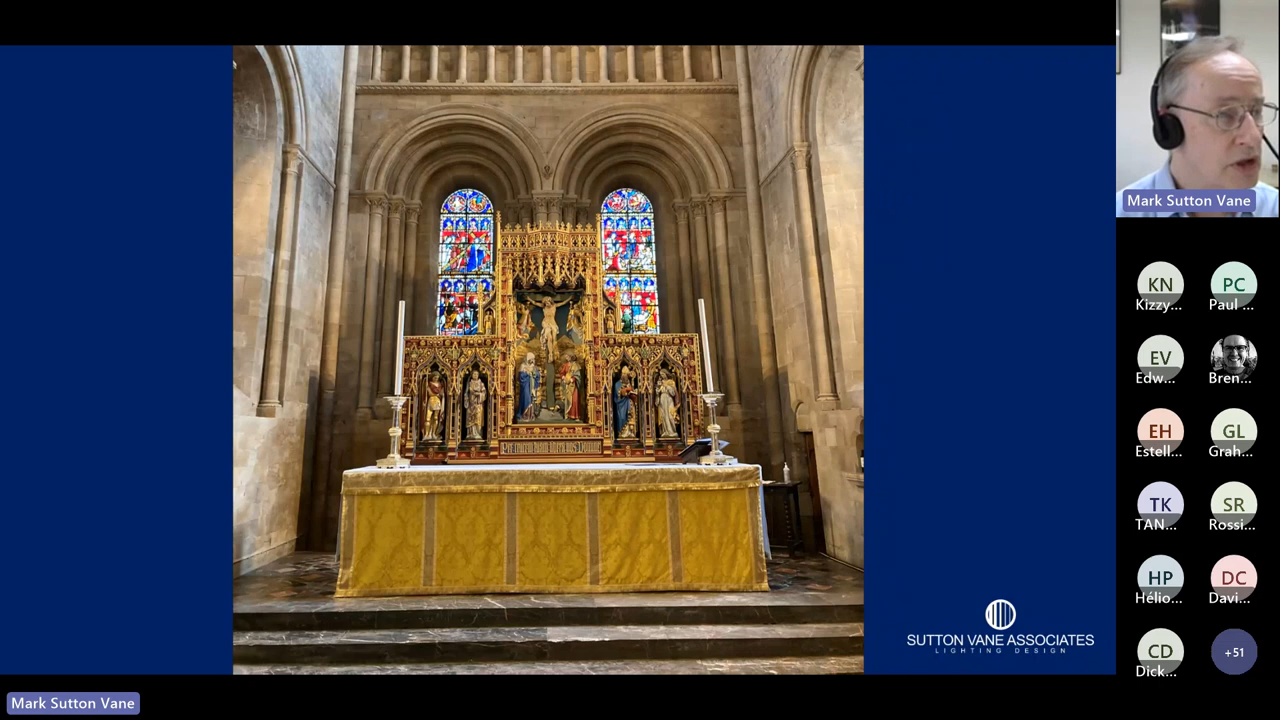 Mark Sutton Vane
KN
Kizzy...
PC
Paul ...
EV
Edw...
Bren...
EH
Estell...
GL
Grah...
TK
TAN...
SR
Rossi...
HP
Hélio...
DC
Davi...
CD
Dick...
+51
SUTTON VANE ASSOCIATES
LIGHTING DESIGN
Mark Sutton Vane